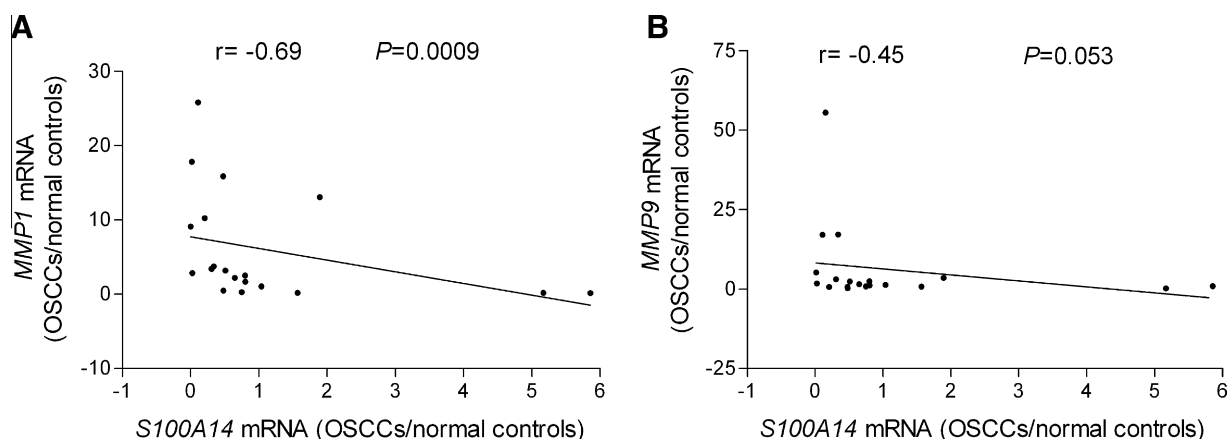 A
r= -0.69 P=0.0009
MMP1 mRNA
(OSCCs/normal controls)
30
20
10
0
-10
-1 0 1 2 3 4 5 6
S100A14 mRNA (OSCCs/normal controls)
B
r= -0.45 P=0.053
MMP9 mRNA
(OSCCs/normal controls)
75
50
25
0
-25
-1 0 1 2 3 4 5 6
S100A14 mRNA (OSCCs/normal controls)